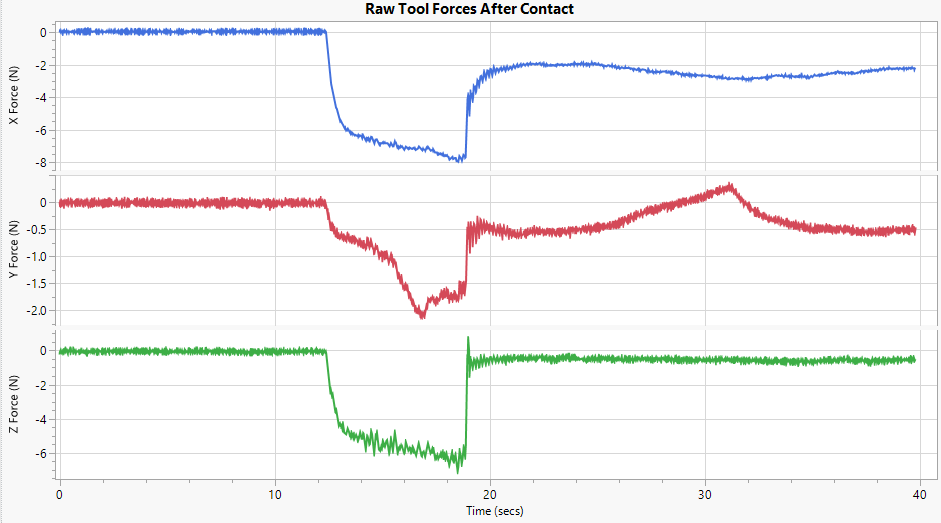 Raw Tool Forces After Contact
X Force (N)
0
-2
-4
-6
-8
Y Force (N)
0
-0.5
-1.0
-1.5
-2.0
Z Force (N)
0
-2
-4
-6
0 10 20 30 40
Time (secs)